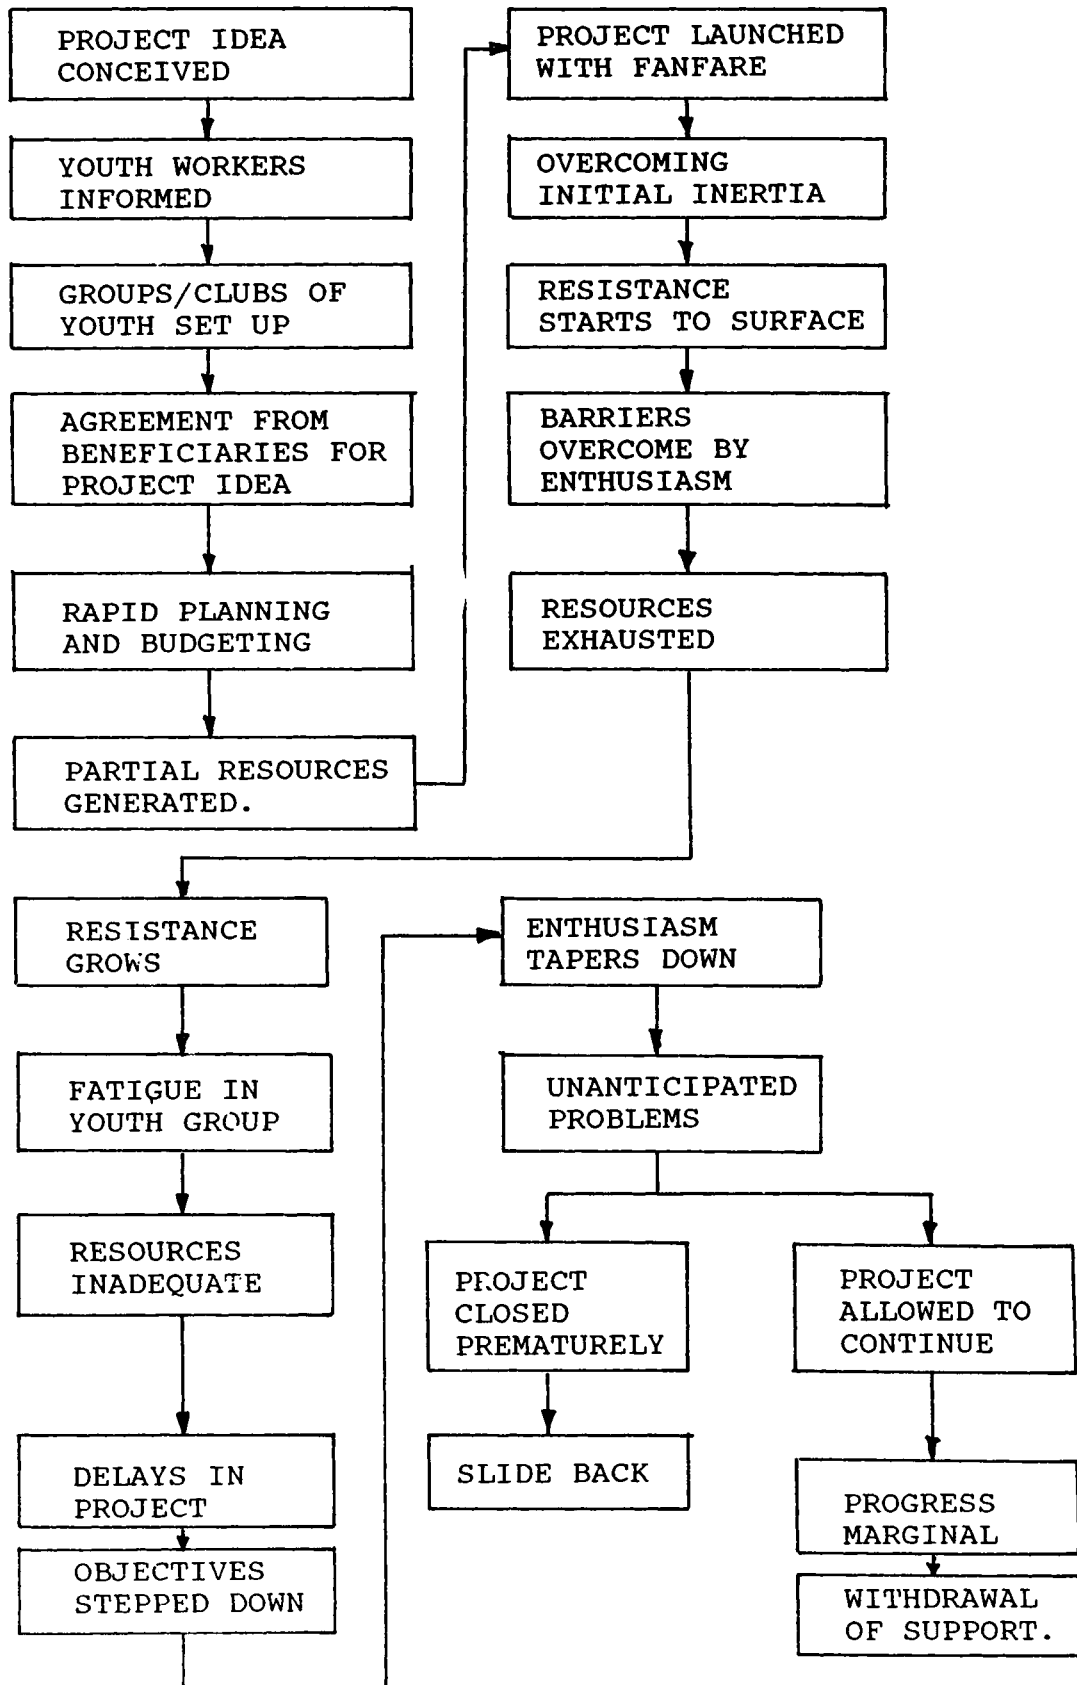 PROJECT IDEA
CONCEIVED
YOUTH WORKERS
INFORMED
GROUPS/CLUBS OF
YOUTH SET UP
AGREEMENT FROM
BENEFICIARIES FOR
PROJECT IDEA
RAPID PLANNING
AND BUDGETING
PARTIAL RESOURCES
GENERATED.
PROJECT LAUNCHED
WITH FANFARE
OVERCOMING
INITIAL INERTIA
RESISTANCE
STARTS TO SURFACE
BARRIERS
OVERCOME BY
ENTHUSIASM
RESOURCES
EXHAUSTED
RESISTANCE
GROWS
FATIGUE IN
YOUTH GROUP
RESOURCES
INADEQUATE
DELAYS IN
PROJECT
OBJECTIVES
STEPPED DOWN
ENTHUSIASM
TAPERS DOWN
UNANTICIPATED
PROBLEMS
PROJECT
CLOSED
PREMATURELY
SLIDE BACK
PROJECT
ALLOWED TO
CONTINUE
PROGRESS
MARGINAL
WITHDRAWAL
OF SUPPORT.